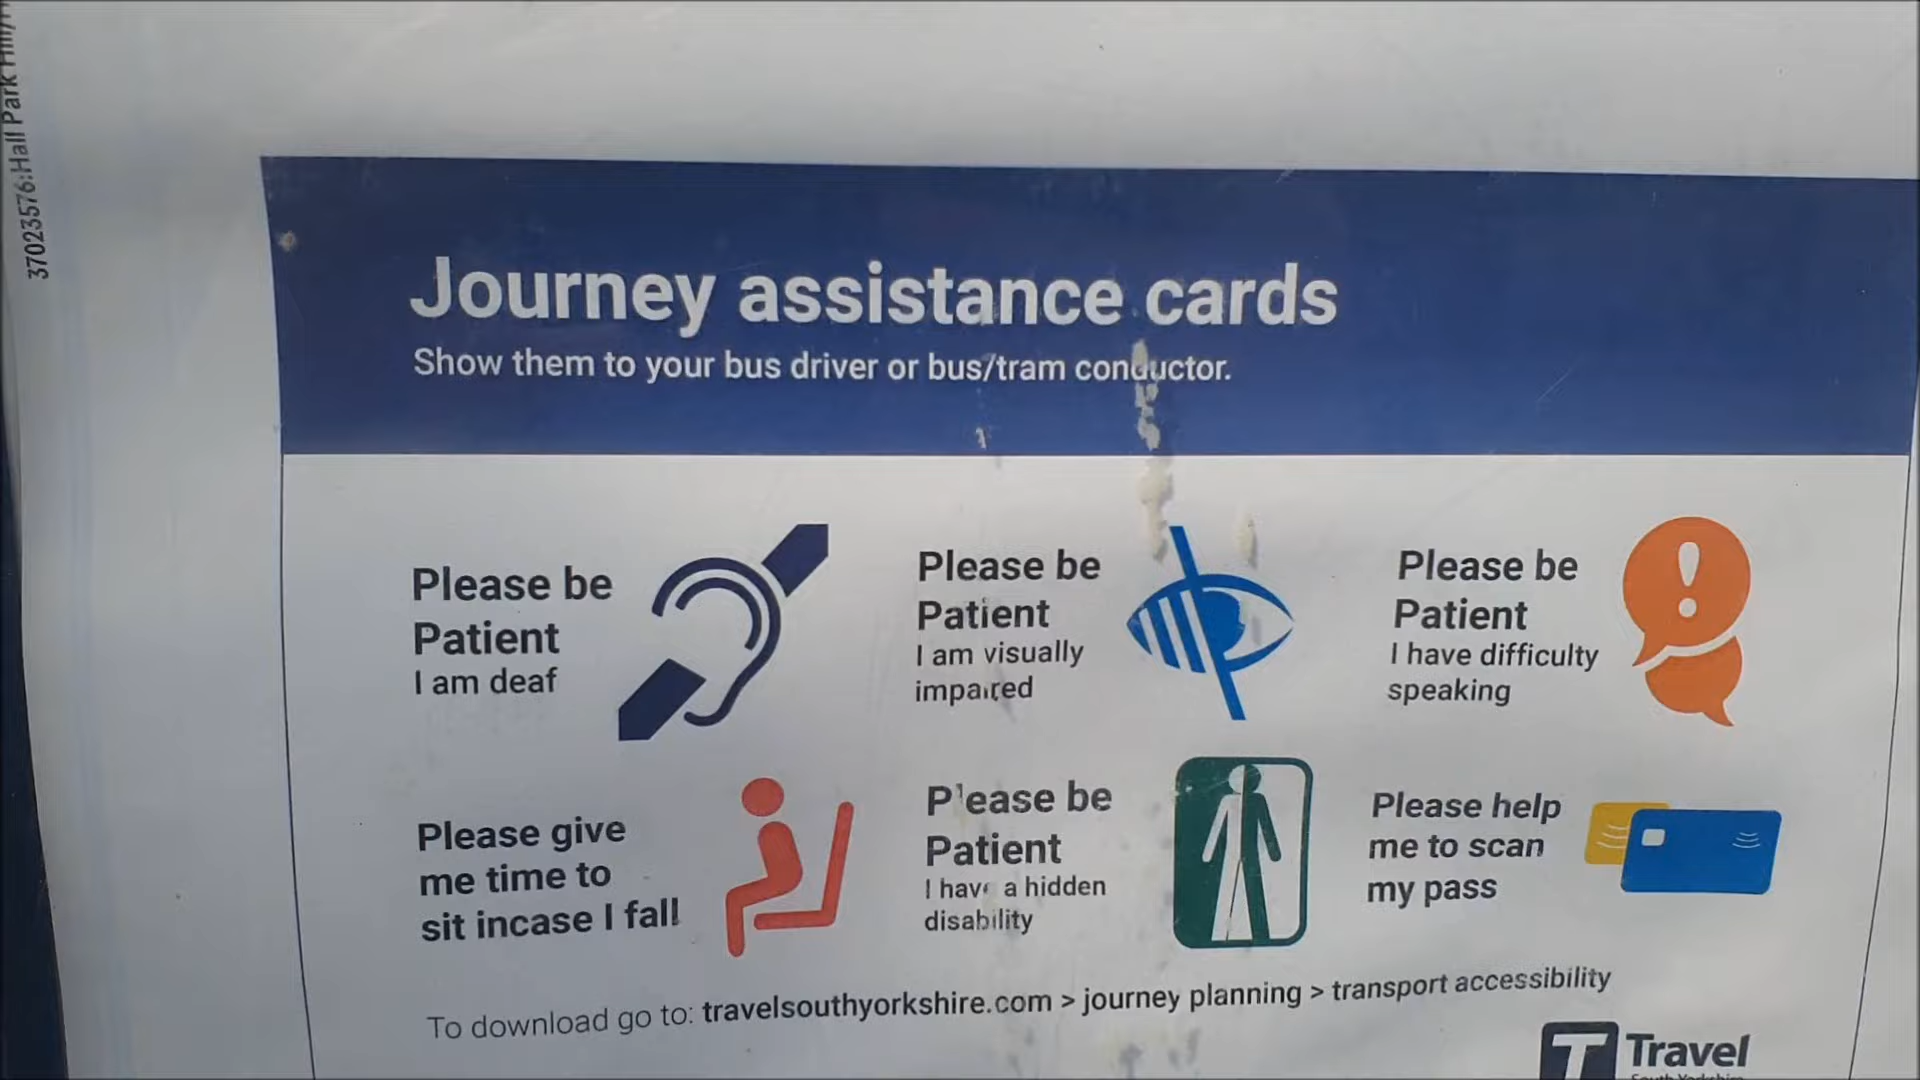 37023576:Hall Park Hill/
Journey assistance cards
Show them to your bus driver or bus/tram conductor.
Please be
Patient
I am deaf
Please be
Patient
I am visually
impaired
Please be
Patient
I have difficulty
speaking
Please give
me time to
sit incase I fall
Please be
Patient
I have a hidden
disability
Please help
me to scan
my pass
To download go to: travelsouthyorkshire.com > journey planning > transport accessibility
T Travel